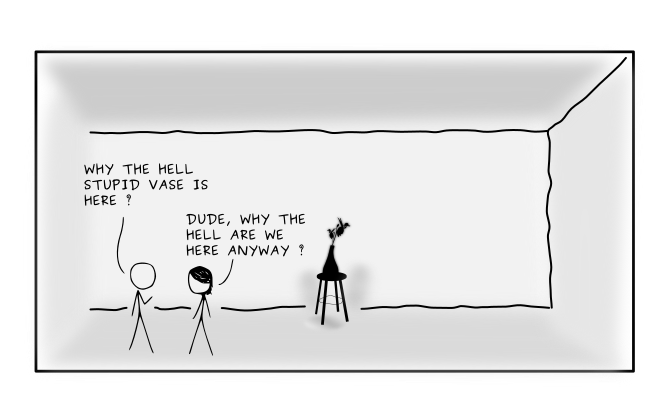 WHY THE HELL
STUPID VASE IS
HERE ?
DUDE, WHY THE
HELL ARE WE
HERE ANYWAY ?